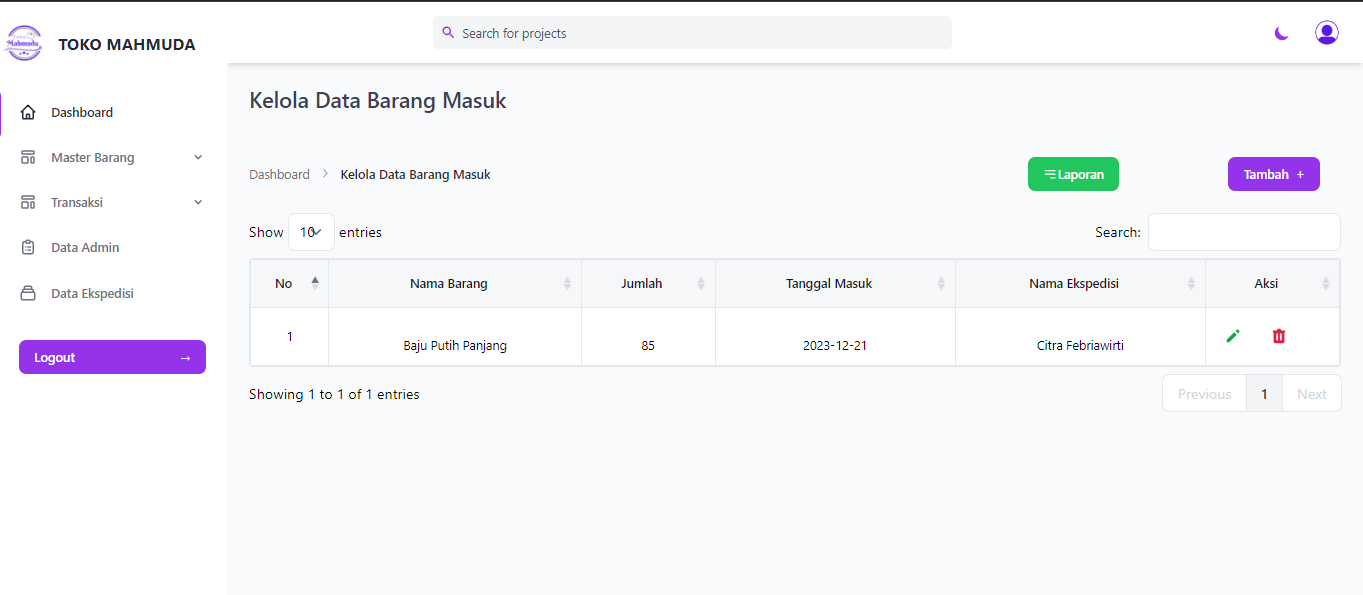 Mahmuda
TOKO MAHMUDA
Search for projects
Dashboard
Master Barang
Transaksi
Data Admin
Data Ekspedisi
Logout →
Kelola Data Barang Masuk
Dashboard > Kelola Data Barang Masuk
Laporan
Tambah +
Show 10 entries
Search:
No Nama Barang Jumlah Tanggal Masuk Nama Ekspedisi Aksi
1 Baju Putih Panjang 85 2023-12-21 Citra Febriawirti
Showing 1 to 1 of 1 entries
Previous 1 Next